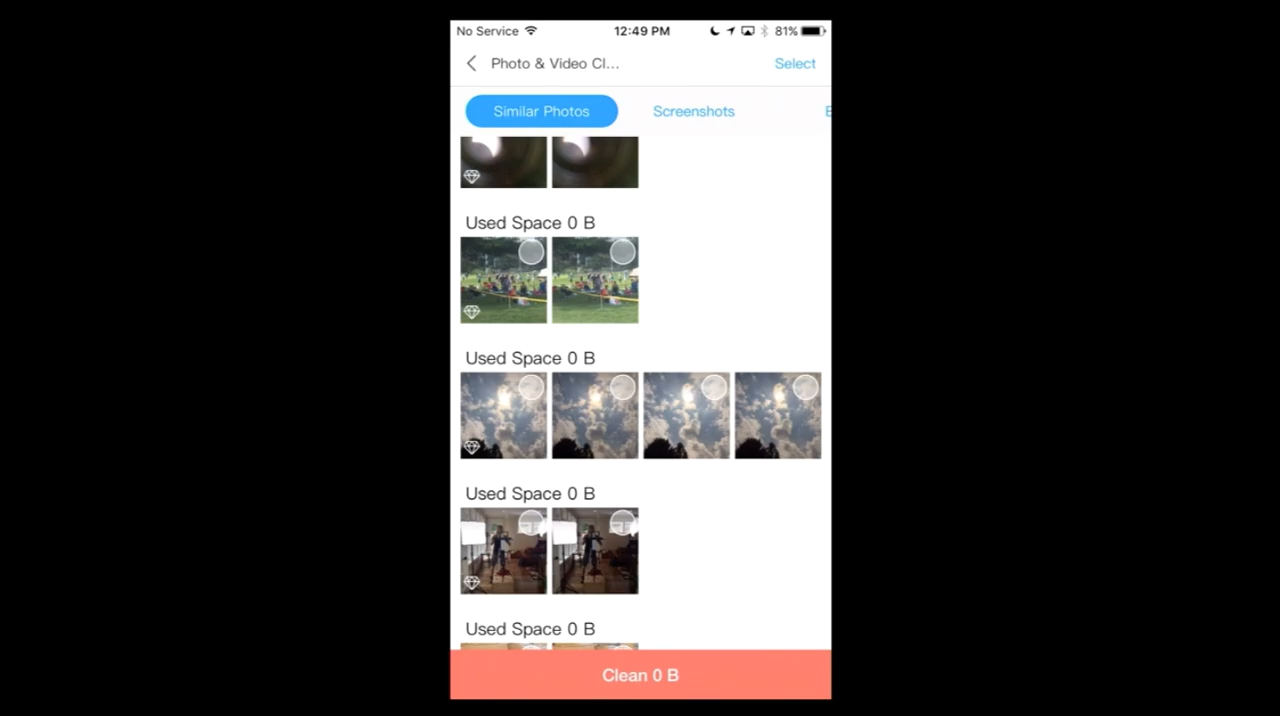 No Service 12:49 PM 81%
Photo & Video Cl... Select
Similar Photos Screenshots
Used Space 0 B
Used Space 0 B
Used Space 0 B
Used Space 0 B
Clean 0 B